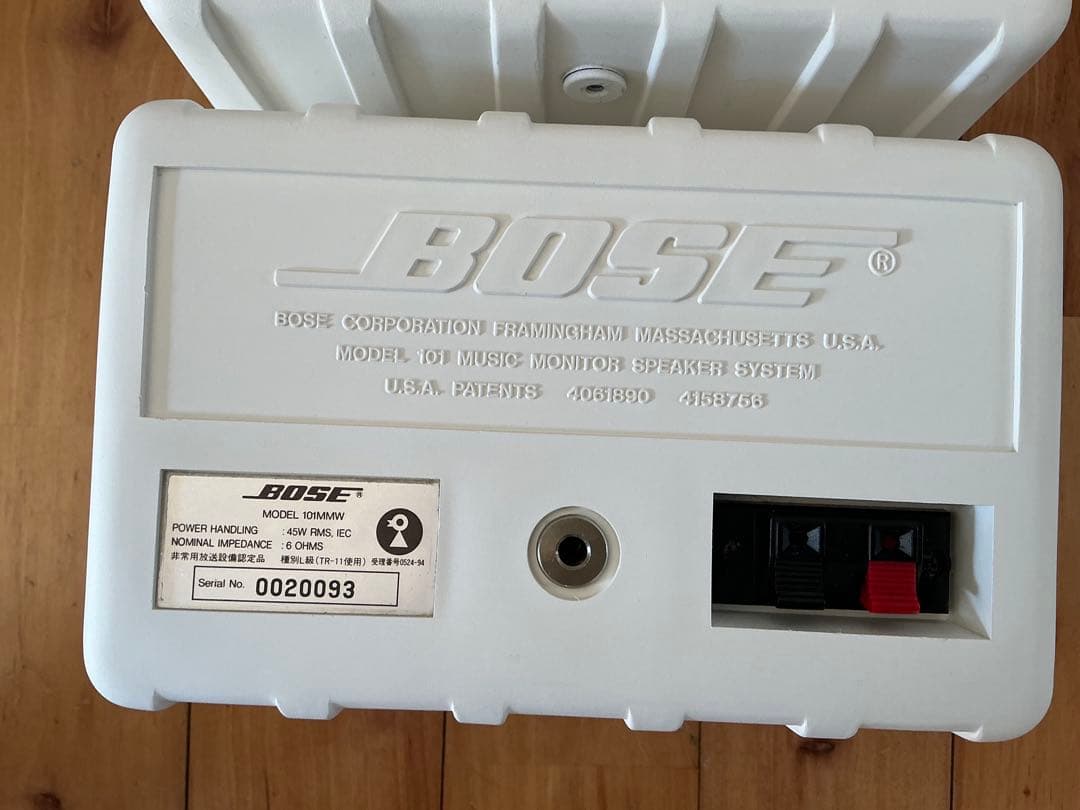 BOSE®
BOSE CORPORATION FRAMINGHAM MASSACHUSETTS U.S.A.
MODEL 101 MUSIC MONITOR SPEAKER SYSTEM
U.S.A. PATENTS 4061890 4158756
BOSE®
MODEL 101MMW
POWER HANDLING : 45W RMS, IEC
NOMINAL IMPEDANCE : 6 OHMS
非常用放送設備認定品 種別L級(TR-11使用) 受理番号0524-94
Serial No. 0020093